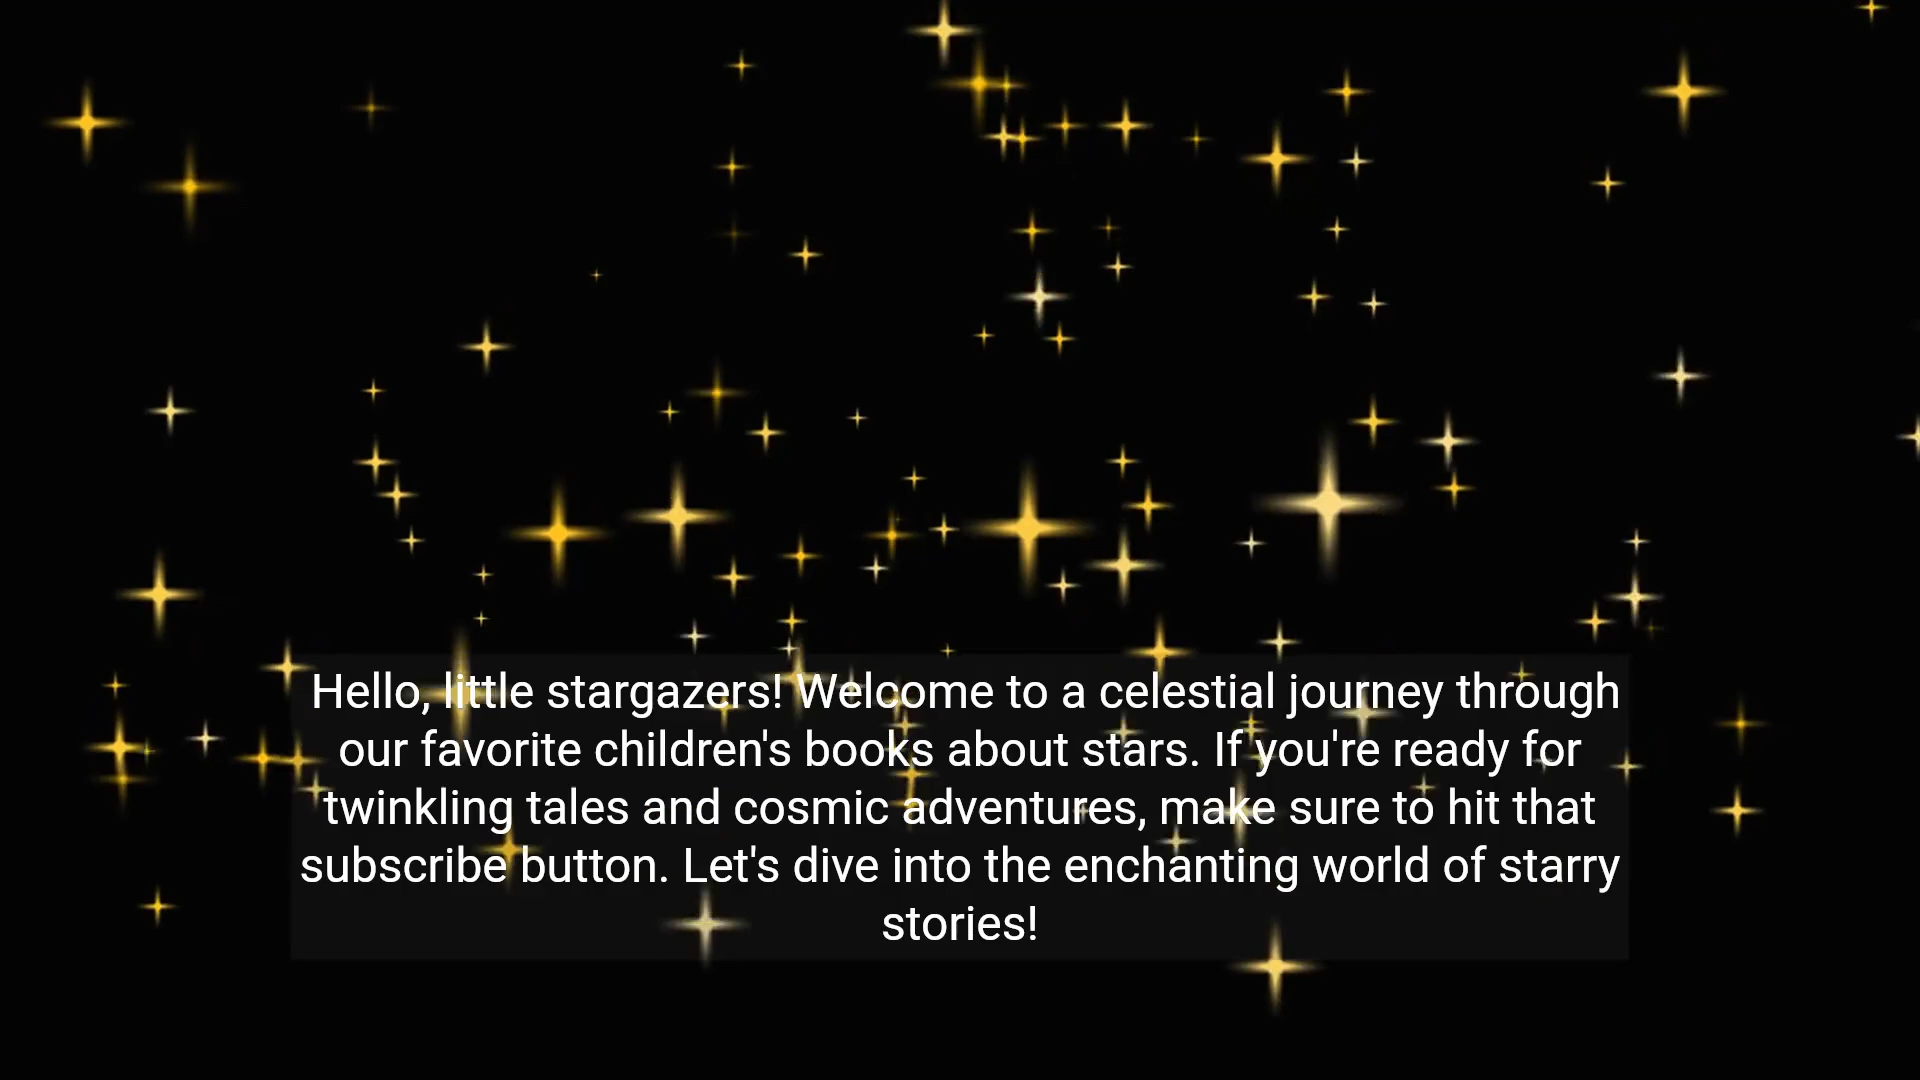 Hello, little stargazers! Welcome to a celestial journey through
our favorite children's books about stars. If you're ready for
twinkling tales and cosmic adventures, make sure to hit that
subscribe button. Let's dive into the enchanting world of starry
stories!